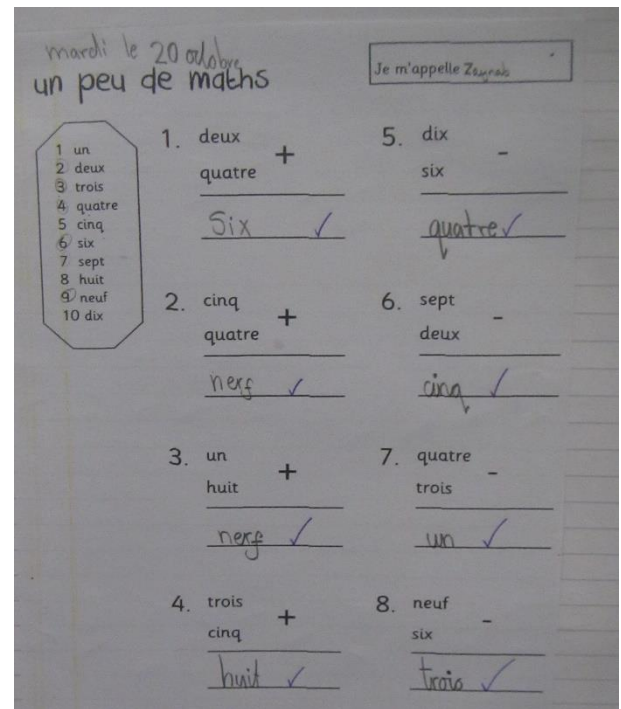 mardi le 20 octobre
un peu de maths
Je m'appelle Zaynab
1 un
2 deux
3 trois
4 quatre
5 cinq
6 six
7 sept
8 huit
9 neuf
10 dix
1. deux
quatre +
six ✓
2. cinq
quatre +
nerf ✓
3. un
huit +
nerf ✓
4. trois
cinq +
huit ✓
5. dix
six -
quatre ✓
6. sept
deux -
cinq ✓
7. quatre
trois -
un ✓
8. neuf
six -
trois ✓